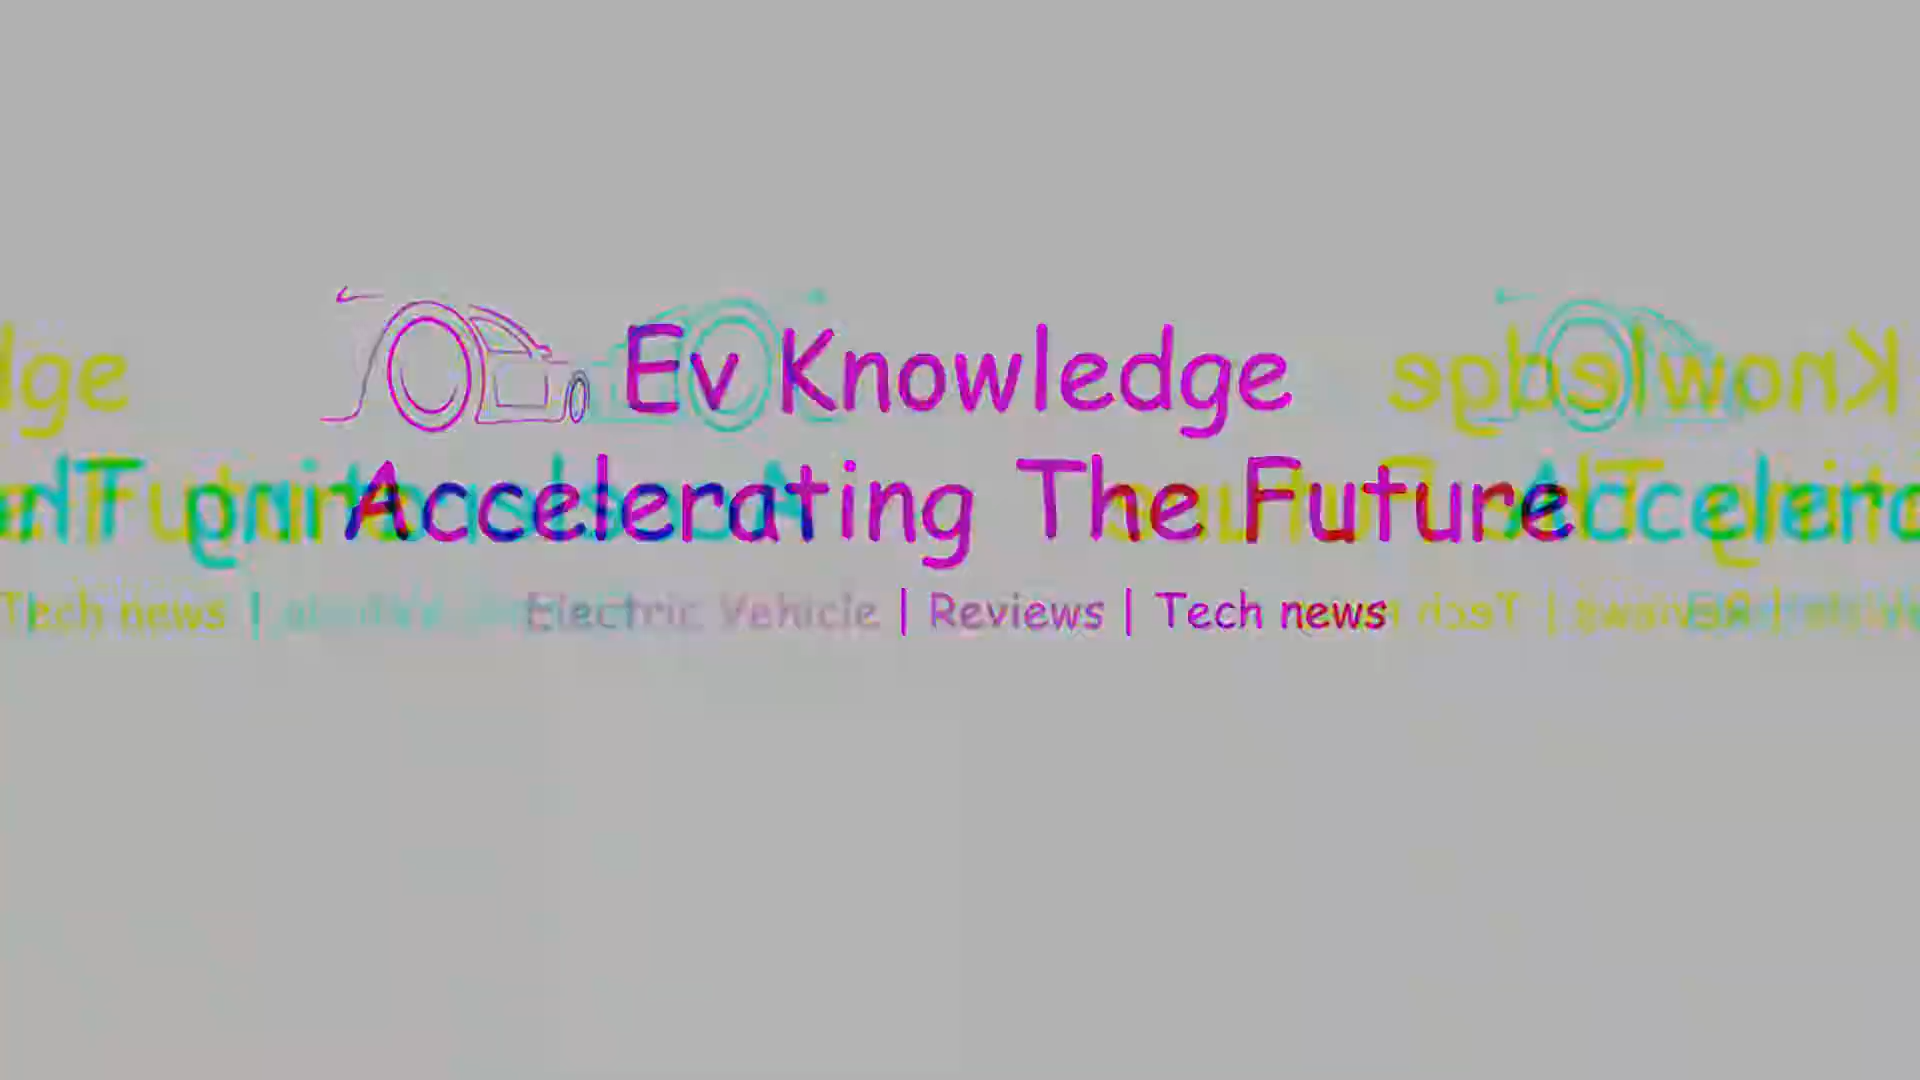 Ev Knowledge
Accelerating The Future
Electric Vehicle | Reviews | Tech news